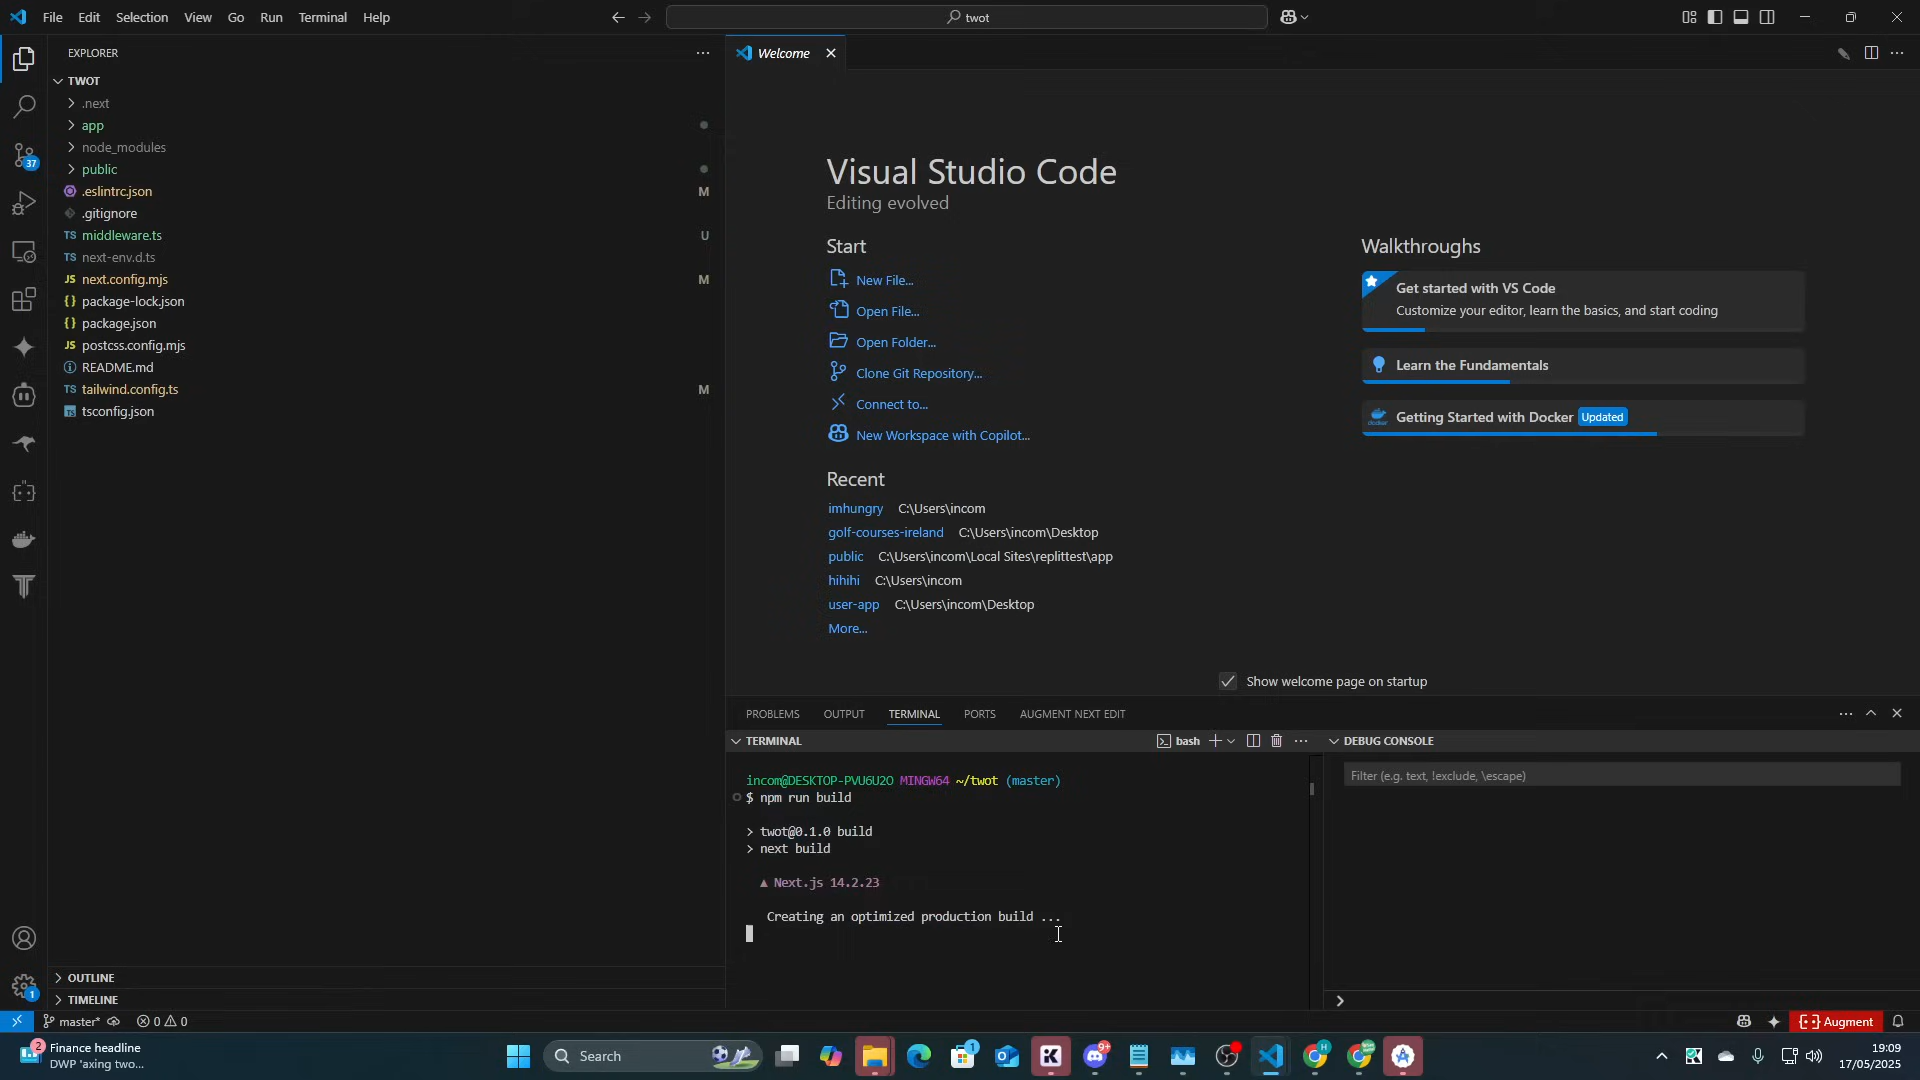 File Edit Selection View Go Run Terminal Help
twot
EXPLORER
TWOT
.next
app
node_modules
public
.eslintrc.json M
.gitignore
middleware.ts U
next-env.d.ts
next.config.mjs M
package-lock.json
package.json
postcss.config.mjs
README.md
tailwind.config.ts M
tsconfig.json
OUTLINE
TIMELINE
37
1
Welcome
Visual Studio Code
Editing evolved
Start
New File...
Open File...
Open Folder...
Clone Git Repository...
Connect to...
New Workspace with Copilot...
Recent
imhungry C:\Users\incom
golf-courses-ireland C:\Users\incom\Desktop
public C:\Users\incom\Local Sites\replittest\app
hihihi C:\Users\incom
user-app C:\Users\incom\Desktop
More...
Walkthroughs
Get started with VS Code
Customize your editor, learn the basics, and start coding
Learn the Fundamentals
Getting Started with Docker Updated
Show welcome page on startup
PROBLEMS OUTPUT TERMINAL PORTS AUGMENT NEXT EDIT
TERMINAL
bash
incom@DESKTOP-PVU6U2O MINGW64 ~/twot (master)
$ npm run build
> twot@0.1.0 build
> next build
▲ Next.js 14.2.23
Creating an optimized production build ...
DEBUG CONSOLE
Filter (e.g. text, !exclude, \escape)
master* 0 0
Augment
2
Finance headline
DWP 'axing two...
Search
1
9+
19:09
17/05/2025